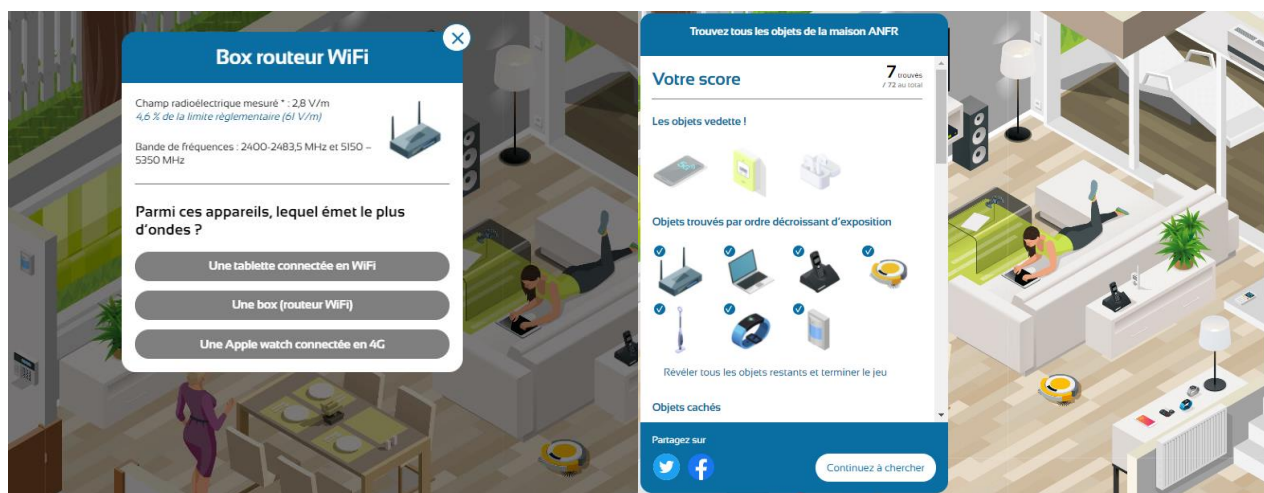 Box routeur WiFi
Champ radioélectrique mesuré * : 2,8 V/m
4,6 % de la limite règlementaire (61 V/m)
Bande de fréquences : 2400-2483,5 MHz et 5150 –
5350 MHz
Parmi ces appareils, lequel émet le plus
d'ondes ?
Une tablette connectée en WiFi
Une box (routeur WiFi)
Une Apple watch connectée en 4G
Trouvez tous les objets de la maison ANFR
Votre score
7 trouvés
/ 72 au total
Les objets vedette !
Objets trouvés par ordre décroissant d'exposition
Révéler tous les objets restants et terminer le jeu
Objets cachés
Partagez sur
Continuez à chercher